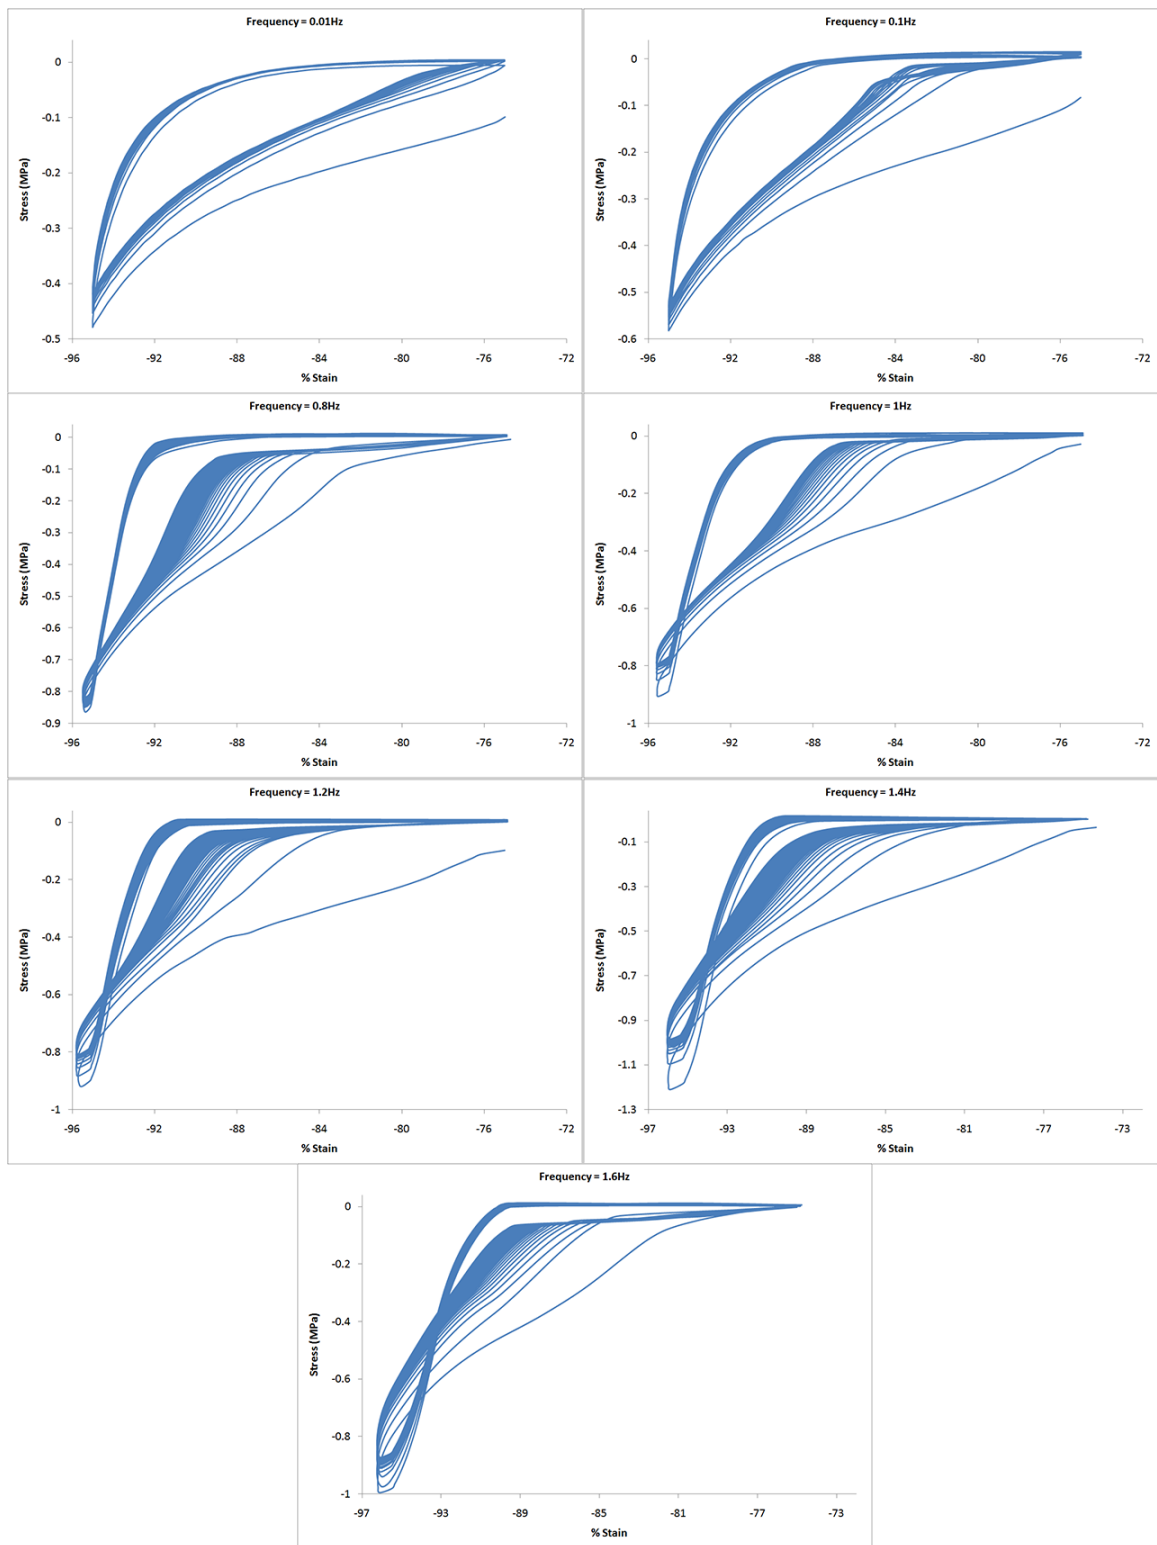 Frequency = 0.01Hz
0
-0.1
-0.2
-0.3
-0.4
-0.5
Stress (MPa)
-96 -92 -88 -84 -80 -76 -72
% Stain
Frequency = 0.1Hz
0
-0.1
-0.2
-0.3
-0.4
-0.5
-0.6
Stress (MPa)
-96 -92 -88 -84 -80 -76 -72
% Stain
Frequency = 0.8Hz
0
-0.1
-0.2
-0.3
-0.4
-0.5
-0.6
-0.7
-0.8
-0.9
Stress (MPa)
-96 -92 -88 -84 -80 -76 -72
% Stain
Frequency = 1Hz
0
-0.2
-0.4
-0.6
-0.8
-1
Stress (MPa)
-96 -92 -88 -84 -80 -76 -72
% Stain
Frequency = 1.2Hz
0
-0.2
-0.4
-0.6
-0.8
-1
Stress (MPa)
-96 -92 -88 -84 -80 -76 -72
% Stain
Frequency = 1.4Hz
-0.1
-0.3
-0.5
-0.7
-0.9
-1.1
-1.3
Stress (MPa)
-97 -93 -89 -85 -81 -77 -73
% Stain
Frequency = 1.6Hz
0
-0.2
-0.4
-0.6
-0.8
-1
Stress (MPa)
-97 -93 -89 -85 -81 -77 -73
% Stain